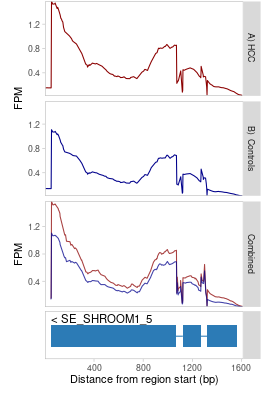 1.2
0.8
0.4
A) HCC
FPM
1.2
0.8
0.4
B) Controls
1.2
0.8
0.4
FPM
Combined
< SE_SHROOM1_5
400 800 1200 1600
Distance from region start (bp)